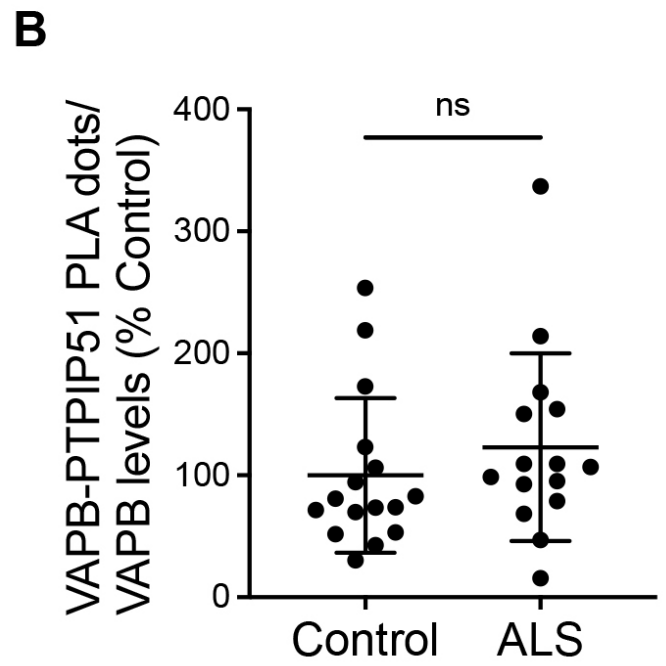 B
VAPB-PTPIP51 PLA dots/
VAPB levels (% Control)
400
300
200
100
0
ns
Control
ALS